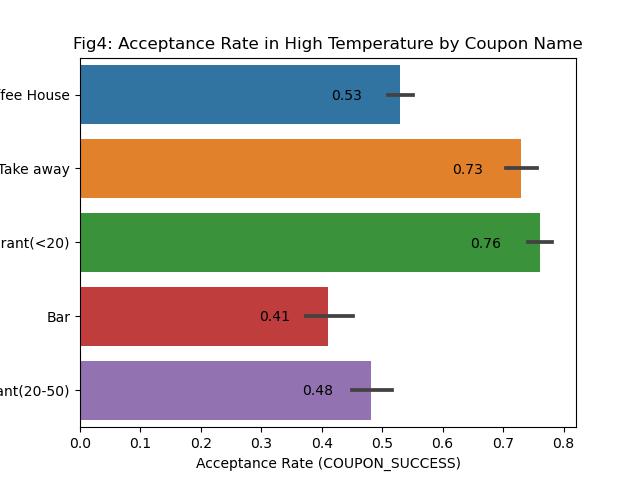 Fig4: Acceptance Rate in High Temperature by Coupon Name
ffee House
0.53
Take away
0.73
rant(<20)
0.76
Bar
0.41
ant(20-50)
0.48
0.0 0.1 0.2 0.3 0.4 0.5 0.6 0.7 0.8
Acceptance Rate (COUPON_SUCCESS)